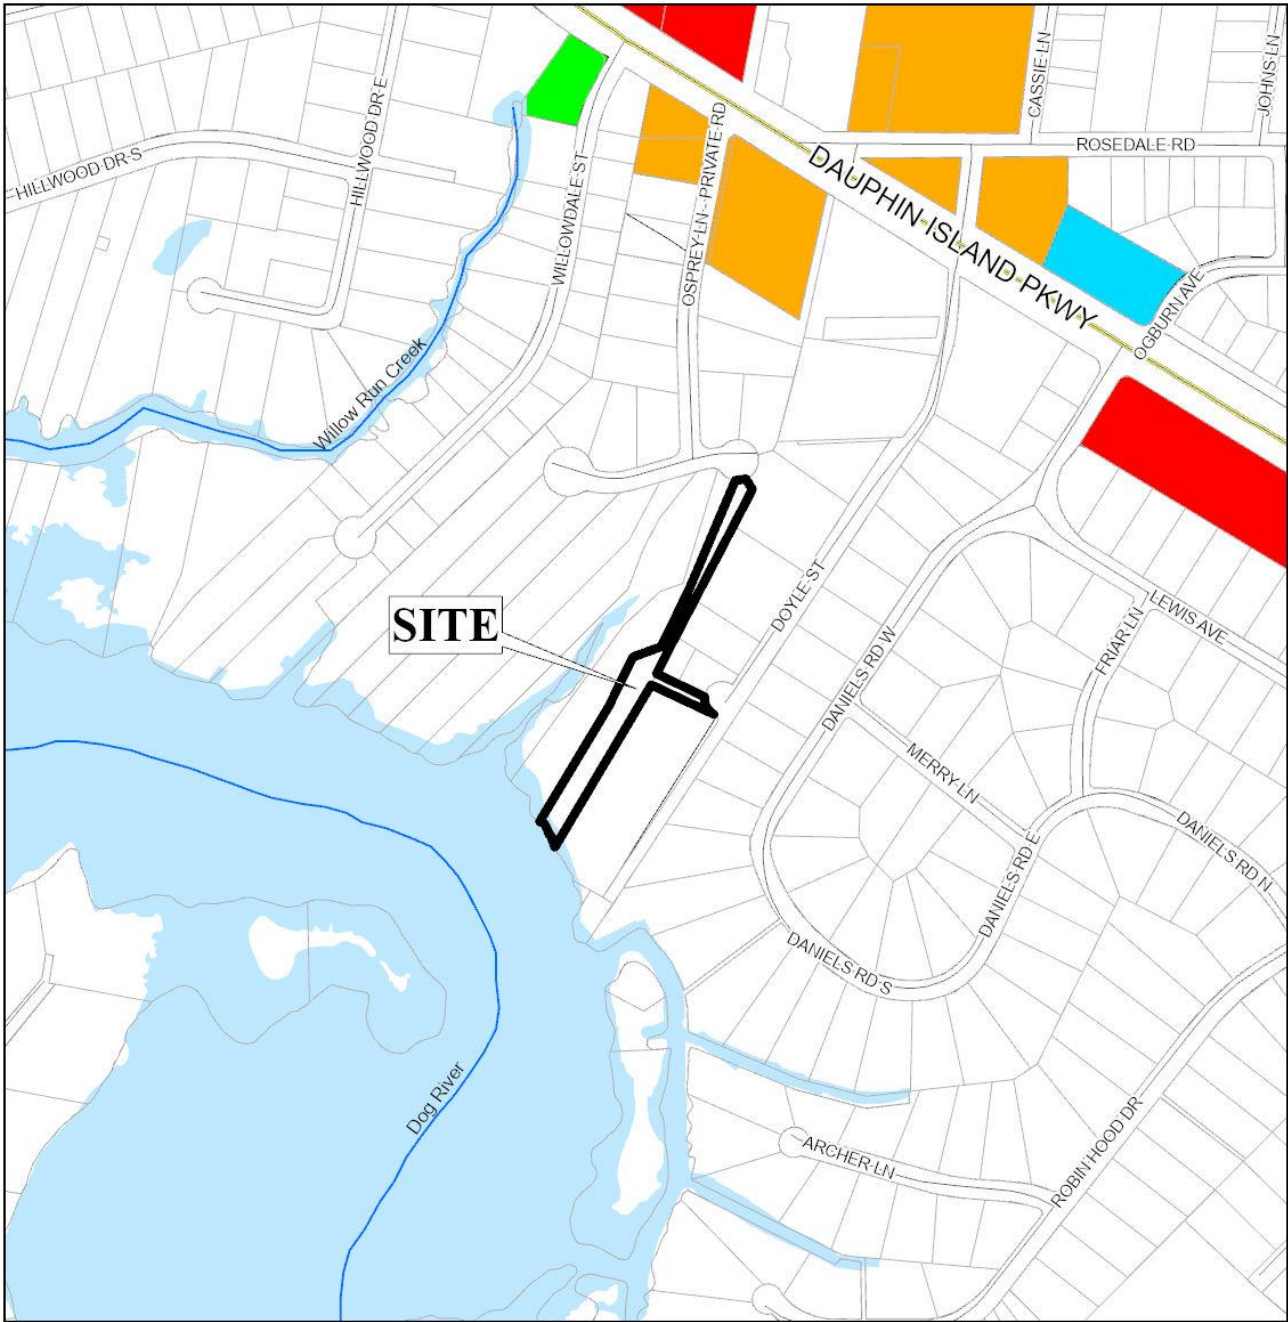 CASSIE LN
JOHNS LN
ROSEDALE RD
HILLWOOD DR S
HILLWOOD DR E
WILLOWDALE ST
OSPREY LN - PRIVATE RD
DAUPHIN ISLAND PKWY
OGBURN AVE
Willow Run Creek
SITE
DOYLE ST
DANIELS RD W
LEWIS AVE
FRIAR LN
MERRY LN
DANIELS RD N
DANIELS RD E
DANIELS RD S
Dog River
ARCHER LN
ROBIN HOOD DR